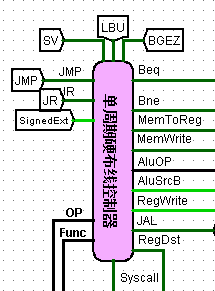 SV
LBU
BGEZ
JMP
JMP
Beq
JR
JR
Bne
SignedExt
MemToReg
MemWrite
AluOP
AluSrcB
RegWrite
OP
JAL
Func
RegDst
单周期硬布线控制器
Syscall